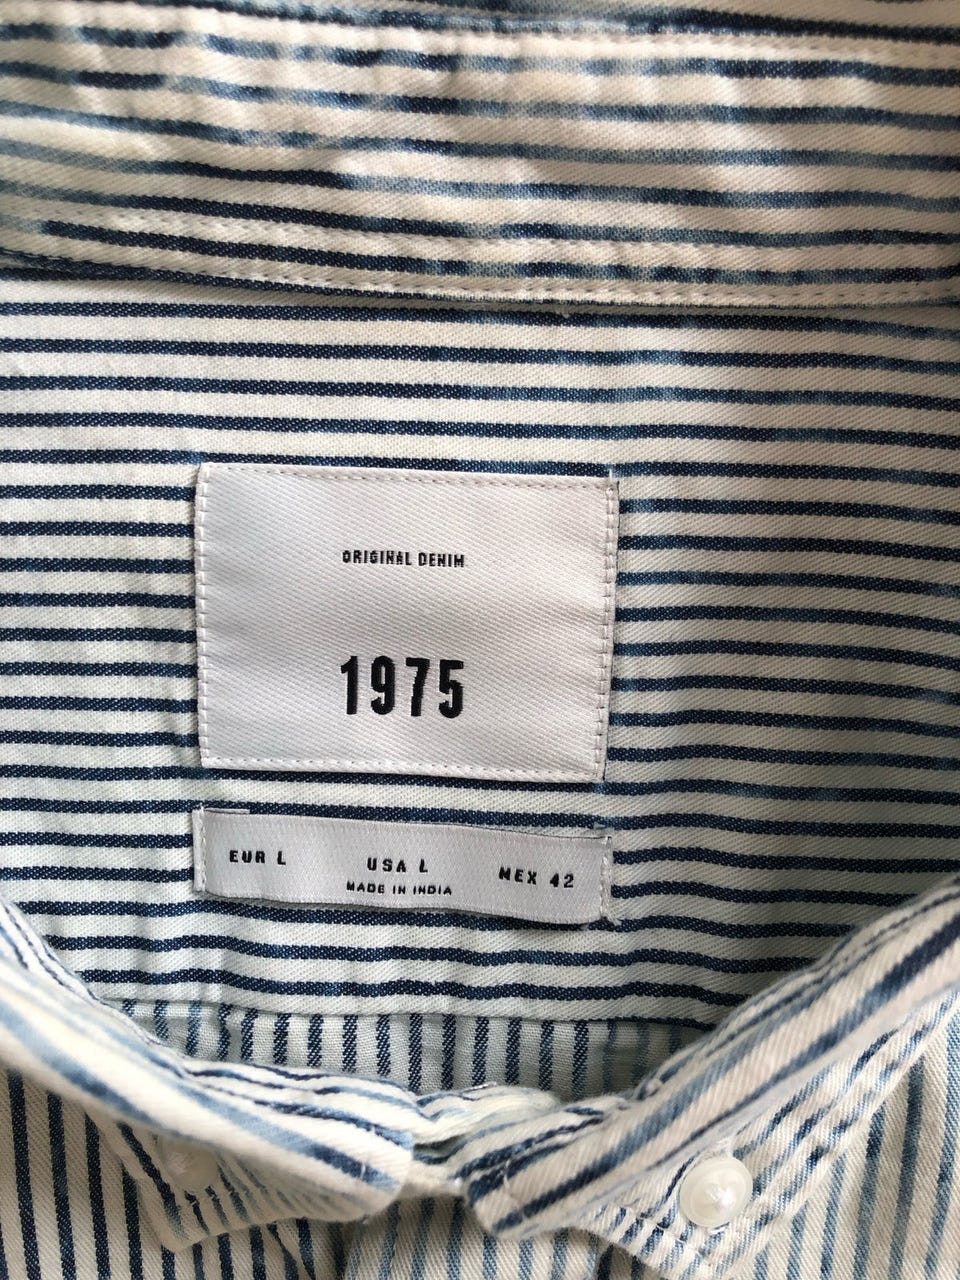 ORIGINAL DENIM
1975
EUR L USA L MEX 42
MADE IN INDIA